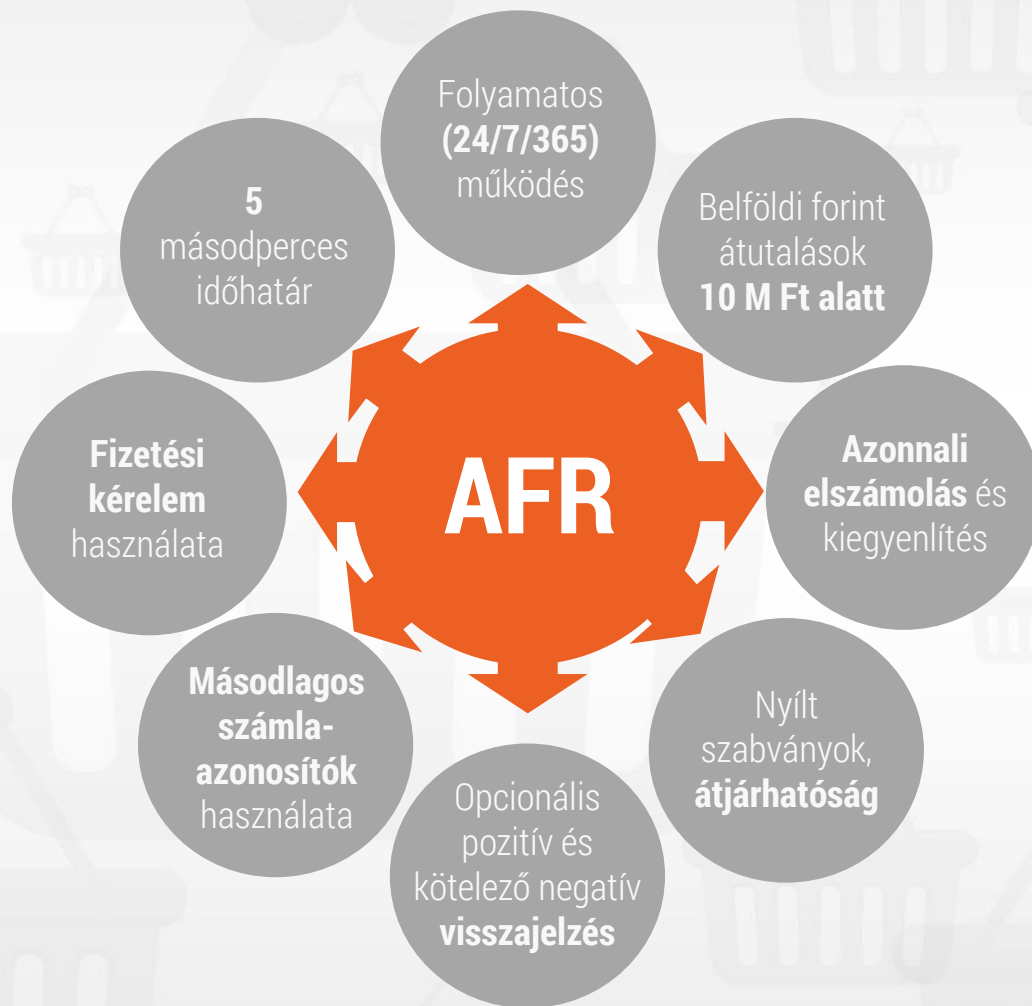 Folyamatos
(24/7/365)
működés
Belföldi forint
átutalások
10 M Ft alatt
Azonnali
elszámolás és
kiegyenlítés
Nyílt
szabványok,
átjárhatóság
Opcionális
pozitív és
kötelező negatív
visszajelzés
Másodlagos
számla-
azonosítók
használata
Fizetési
kérelem
használata
5
másodperces
időhatár
AFR